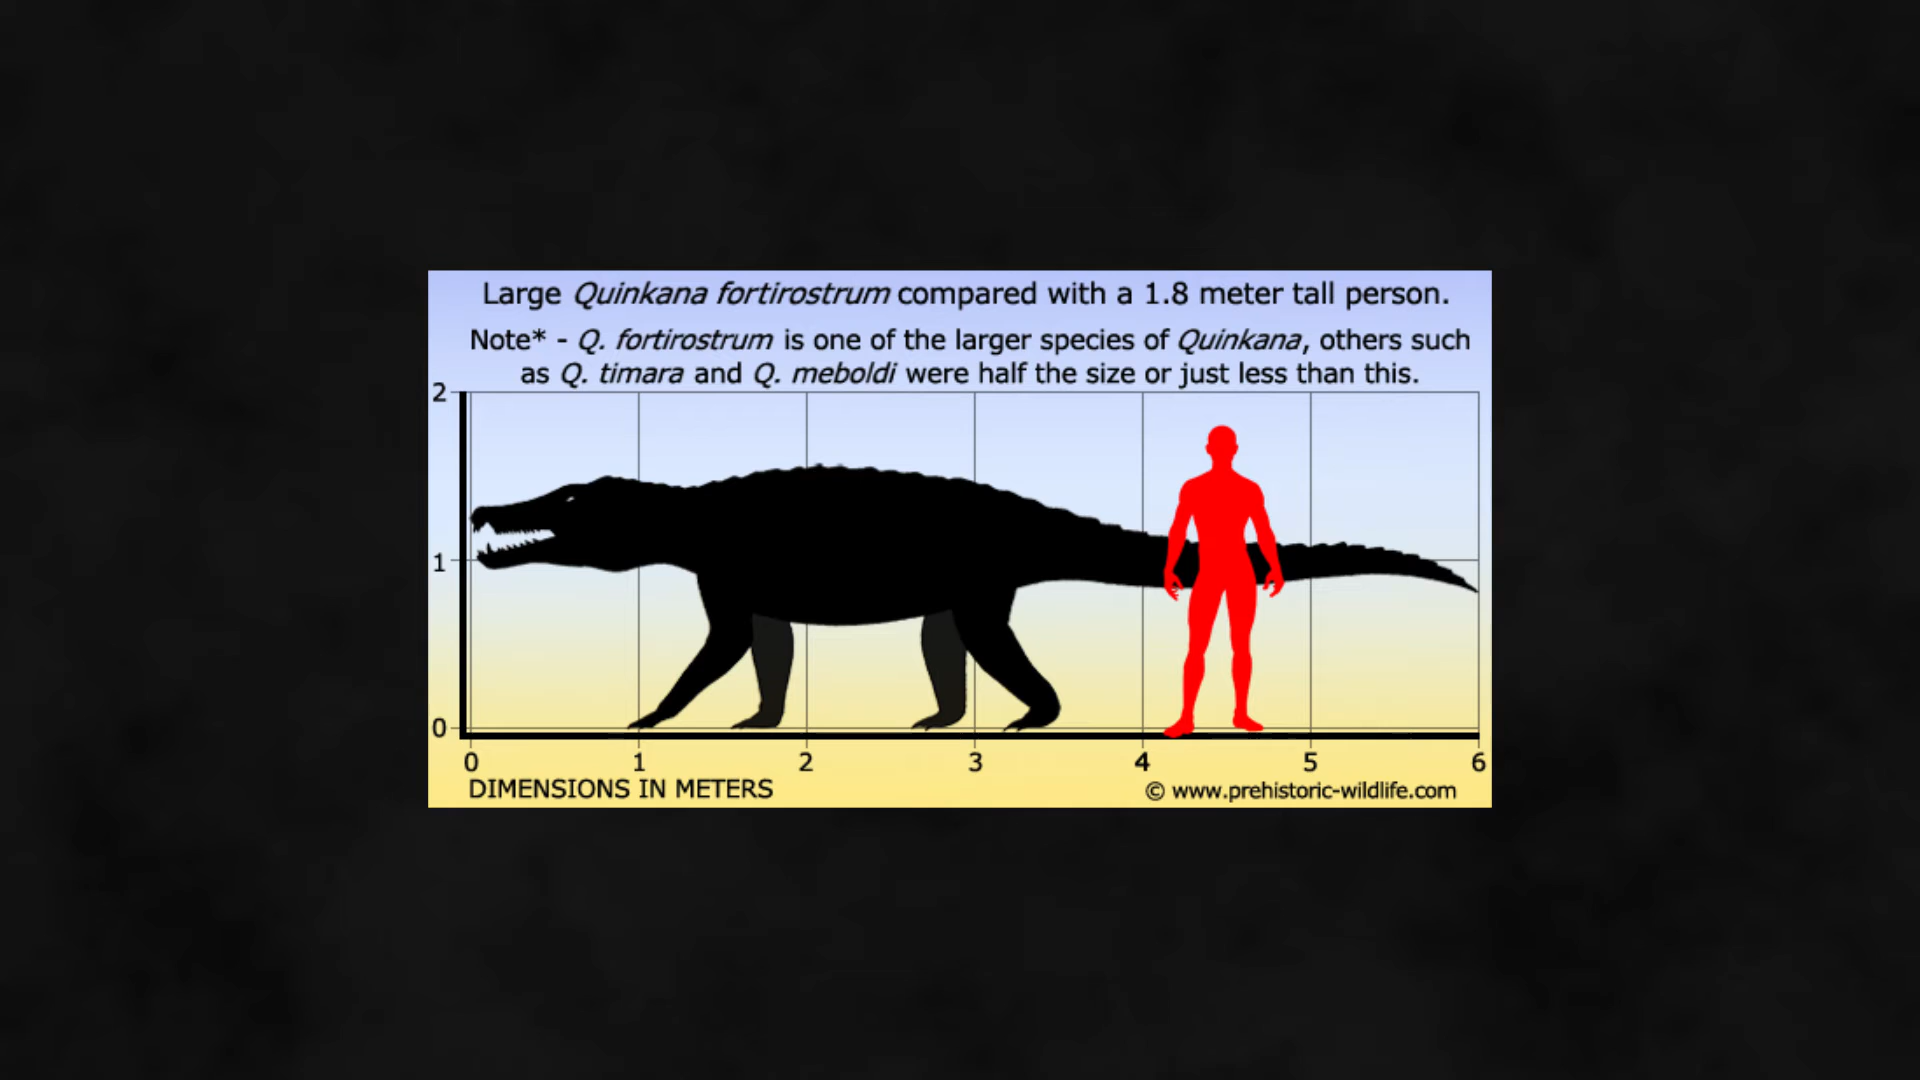 Large Quinkana fortirostrum compared with a 1.8 meter tall person.
Note* - Q. fortirostrum is one of the larger species of Quinkana, others such
as Q. timara and Q. meboldi were half the size or just less than this.
2
1
0
0 1 2 3 4 5 6
DIMENSIONS IN METERS
© www.prehistoric-wildlife.com